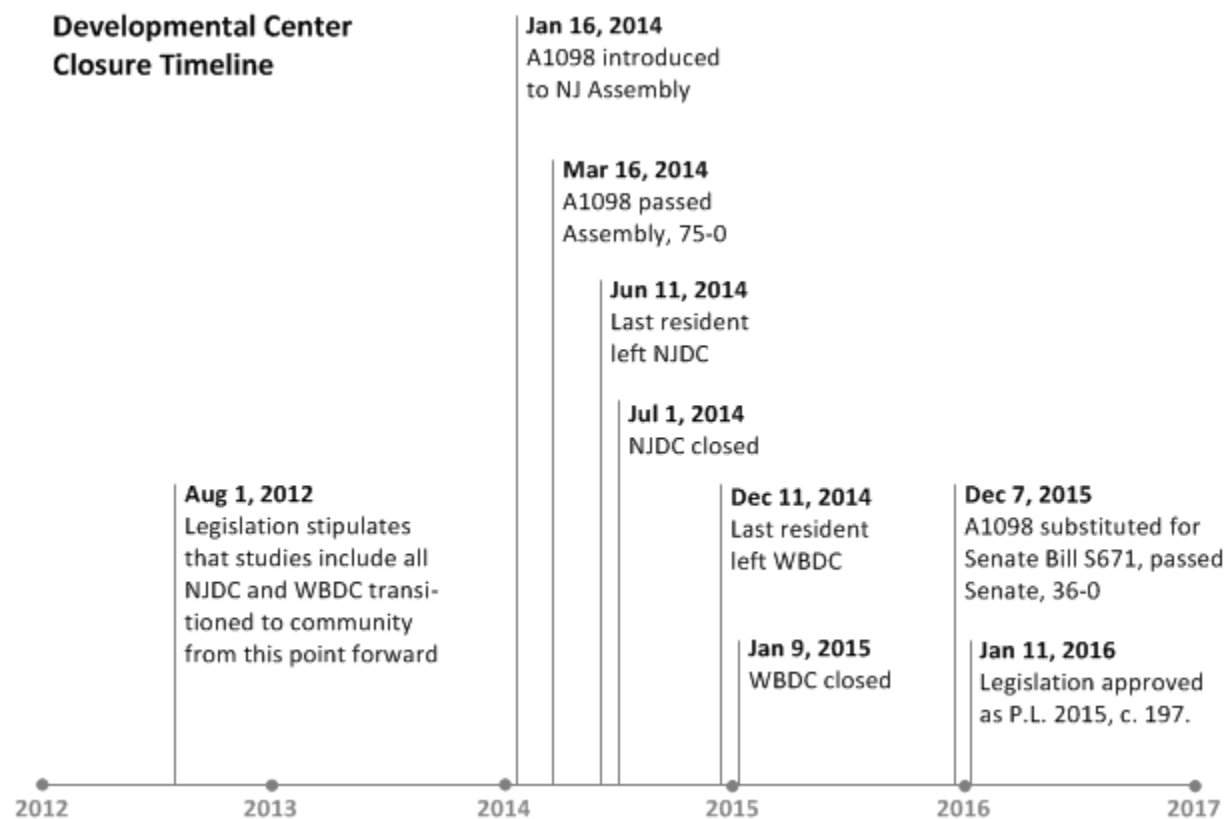 Developmental Center
Closure Timeline
Jan 16, 2014
A1098 introduced
to NJ Assembly
Mar 16, 2014
A1098 passed
Assembly, 75-0
Jun 11, 2014
Last resident
left NJDC
Jul 1, 2014
NJDC closed
Aug 1, 2012
Legislation stipulates
that studies include all
NJDC and WBDC transi-
tioned to community
from this point forward
Dec 11, 2014
Last resident
left WBDC
Jan 9, 2015
WBDC closed
Dec 7, 2015
A1098 substituted for
Senate Bill S671, passed
Senate, 36-0
Jan 11, 2016
Legislation approved
as P.L. 2015, c. 197.
2012
2013
2014
2015
2016
2017